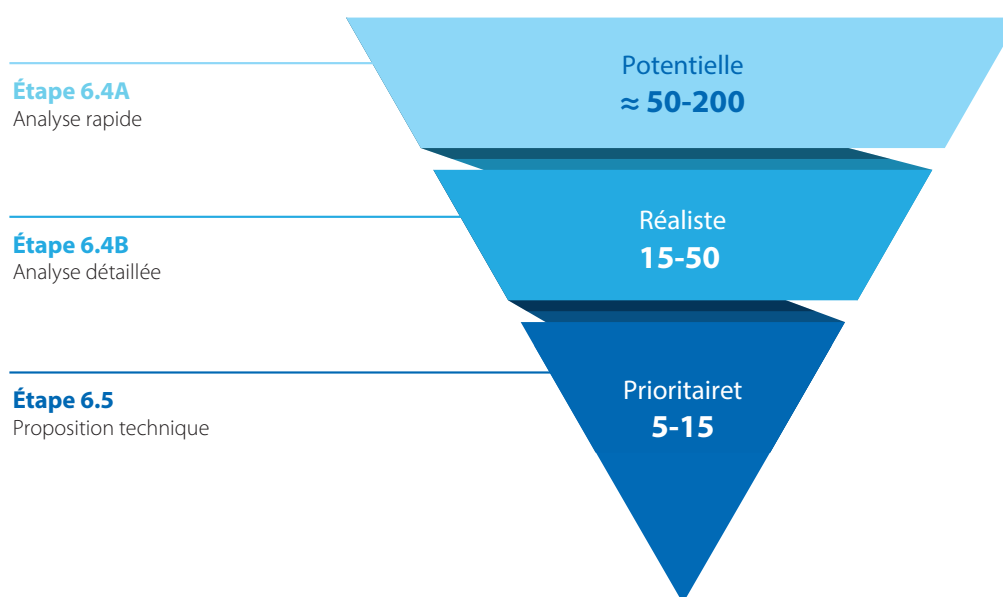 Potentielle
≈ 50-200
Étape 6.4A
Analyse rapide
Réaliste
15-50
Étape 6.4B
Analyse détaillée
Prioritairet
5-15
Étape 6.5
Proposition technique